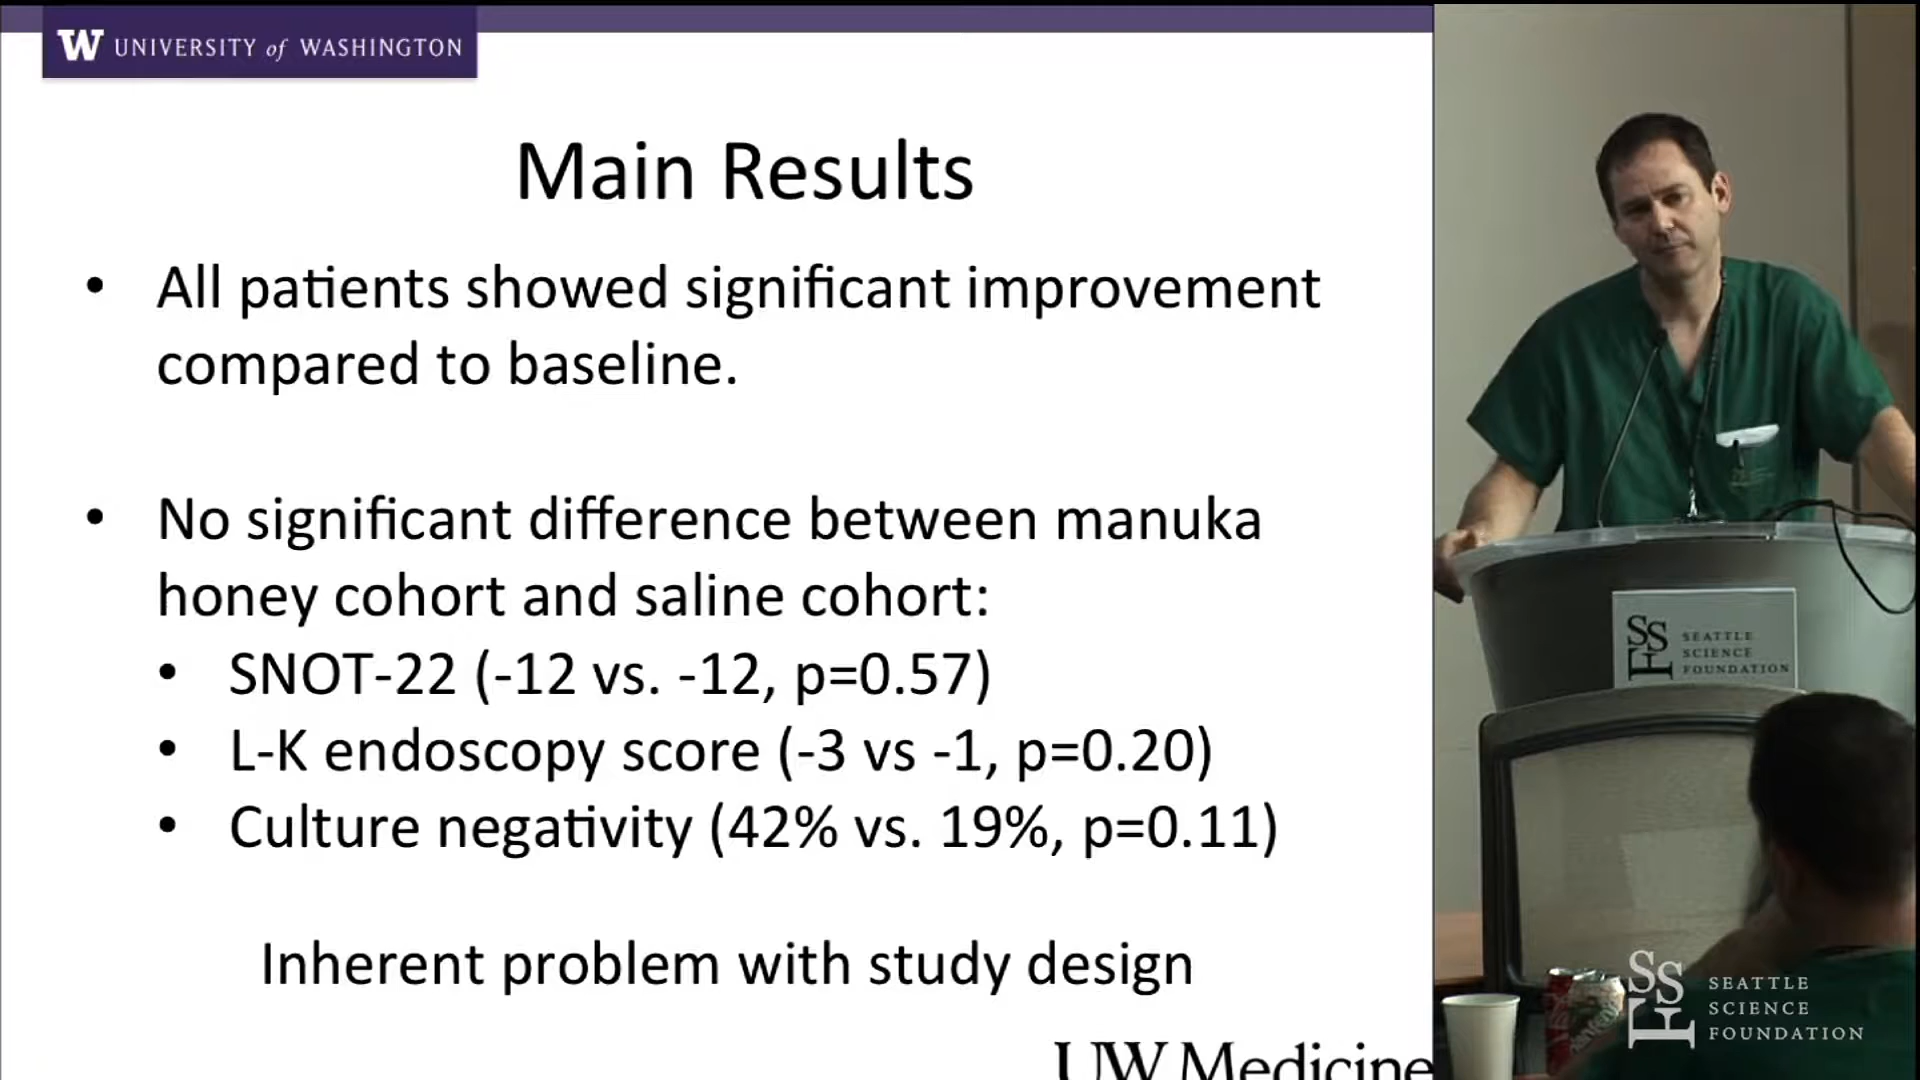 W UNIVERSITY of WASHINGTON
Main Results
• All patients showed significant improvement
compared to baseline.
• No significant difference between manuka
honey cohort and saline cohort:
• SNOT-22 (-12 vs. -12, p=0.57)
• L-K endoscopy score (-3 vs -1, p=0.20)
• Culture negativity (42% vs. 19%, p=0.11)
Inherent problem with study design
UW Medicine
SSF
SEATTLE
SCIENCE
FOUNDATION
SSF
SEATTLE
SCIENCE
FOUNDATION